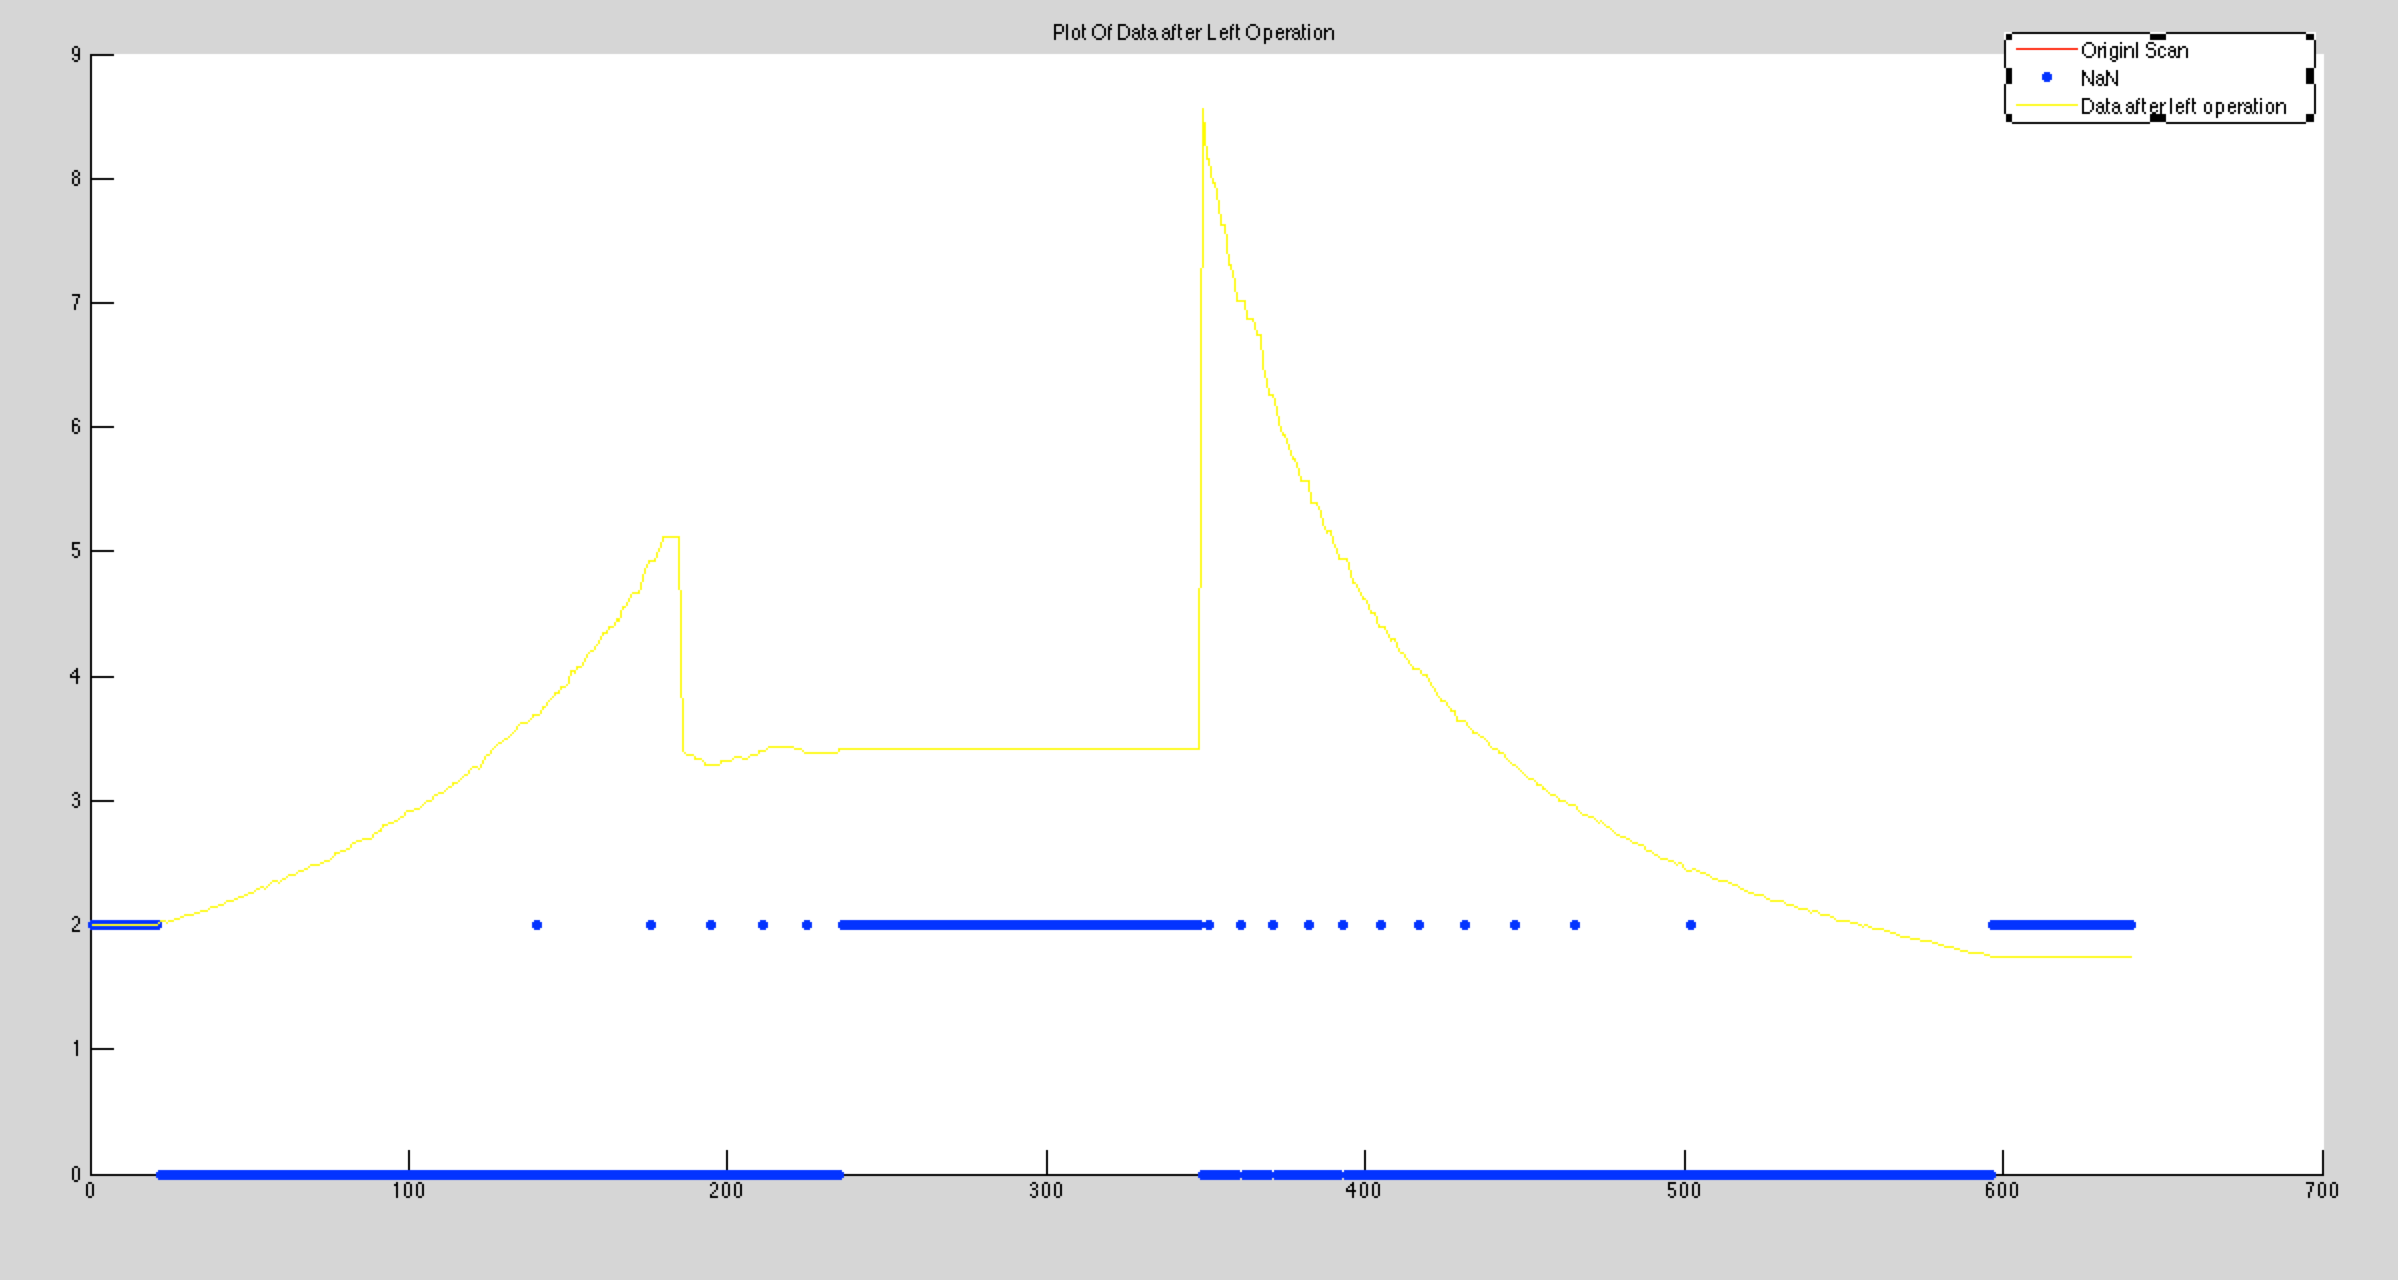 Plot Of Data after Left Operation
Originl Scan
NaN
Data after left operation
9
8
7
6
5
4
3
2
1
0
0 100 200 300 400 500 600 700